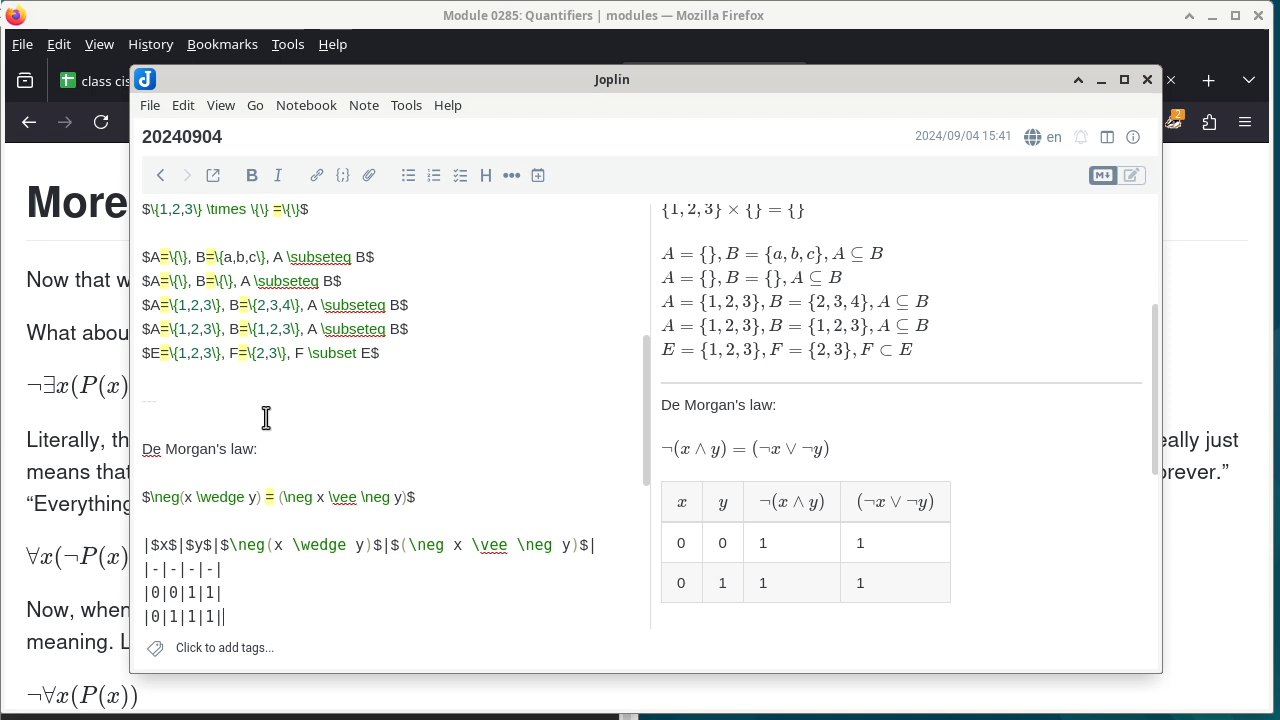 Module 0285: Quantifiers | modules — Mozilla Firefox
File Edit View History Bookmarks Tools Help
class cis
2
Joplin
File Edit View Go Notebook Note Tools Help
20240904
2024/09/04 15:41 en
B I H M↓
$\{1,2,3\} \times \{\} =\{\}$
$A=\{\}, B=\{a,b,c\}, A \subseteq B$
$A=\{\}, B=\{\}, A \subseteq B$
$A=\{1,2,3\}, B=\{2,3,4\}, A \subseteq B$
$A=\{1,2,3\}, B=\{1,2,3\}, A \subseteq B$
$E=\{1,2,3\}, F=\{2,3\}, F \subset E$
---
De Morgan's law:
$\neg(x \wedge y) = (\neg x \vee \neg y)$
|$x$|$y$|$\neg(x \wedge y)$|$(\neg x \vee \neg y)$|
|-|-|-|-|
|0|0|1|1|
|0|1|1|1|
{1, 2, 3} × {} = {}
A = {}, B = {a, b, c}, A ⊆ B
A = {}, B = {}, A ⊆ B
A = {1, 2, 3}, B = {2, 3, 4}, A ⊆ B
A = {1, 2, 3}, B = {1, 2, 3}, A ⊆ B
E = {1, 2, 3}, F = {2, 3}, F ⊂ E
De Morgan's law:
¬(x ∧ y) = (¬x ∨ ¬y)
x y ¬(x ∧ y) (¬x ∨ ¬y)
0 0 1 1
0 1 1 1
Click to add tags...
More
Now that w
What abou
¬∃x(P(x)
Literally, th eally just
means that orever.”
“Everything
∀x(¬P(x)
Now, when
meaning. L
¬∀x(P(x))